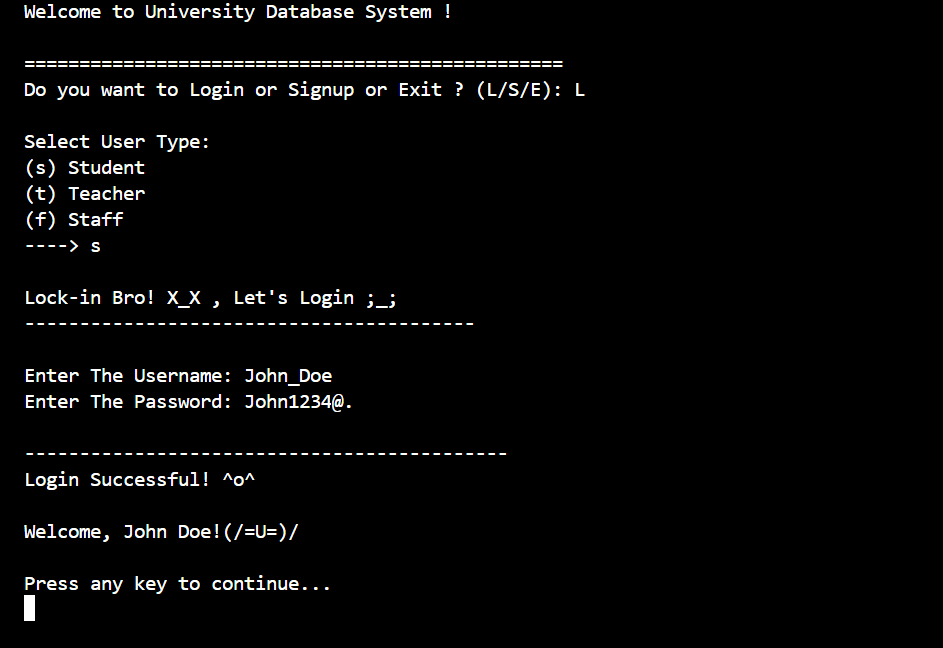 Welcome to University Database System !
=================================================
Do you want to Login or Signup or Exit ? (L/S/E): L
Select User Type:
(s) Student
(t) Teacher
(f) Staff
----> s
Lock-in Bro! X_X , Let's Login ;_;
-----------------------------------------
Enter The Username: John_Doe
Enter The Password: John1234@.
--------------------------------------------
Login Successful! ^o^
Welcome, John Doe!(/=U=)/
Press any key to continue...